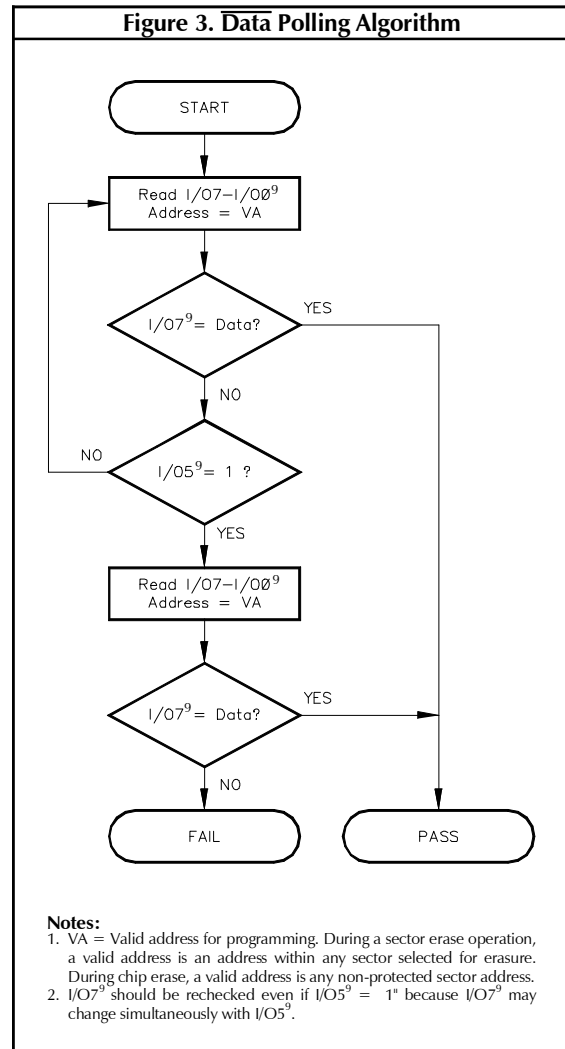 Figure 3. Data Polling Algorithm
START
Read I/O7–I/O0⁹
Address = VA
I/O7⁹= Data?
YES
NO
I/O5⁹= 1 ?
NO
YES
Read I/O7–I/O0⁹
Address = VA
I/O7⁹= Data?
YES
NO
FAIL
PASS
Notes:
1. VA = Valid address for programming. During a sector erase operation,
a valid address is an address within any sector selected for erasure.
During chip erase, a valid address is any non-protected sector address.
2. I/O7⁹ should be rechecked even if I/O5⁹ = 1" because I/O7⁹ may
change simultaneously with I/O5⁹.